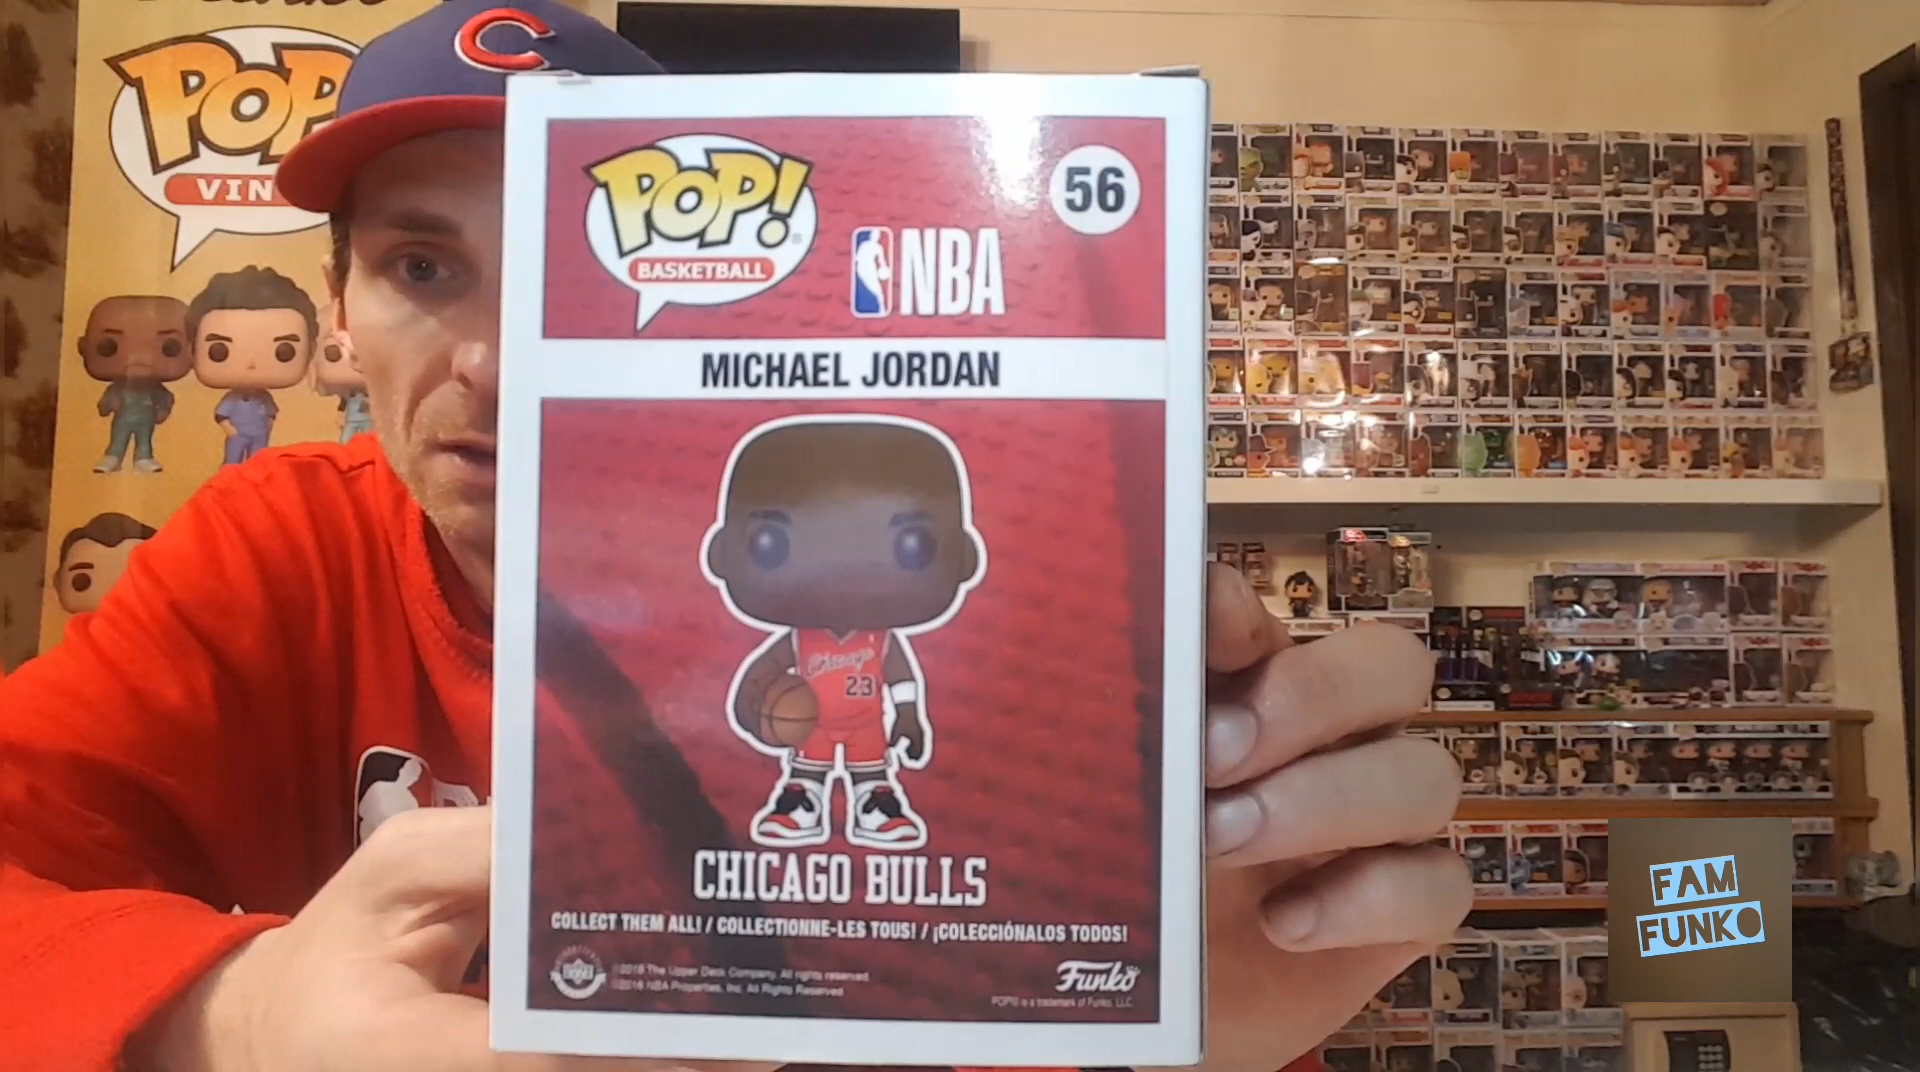 POP
VIN
C
POP!
BASKETBALL
NBA
56
MICHAEL JORDAN
Chicago
23
CHICAGO BULLS
COLLECT THEM ALL! / COLLECTIONNE-LES TOUS! / ¡COLECCIÓNALOS TODOS!
©2018 The Upper Deck Company. All rights reserved.
©2018 NBA Properties, Inc. All Rights Reserved
Funko
POP!® is a trademark of Funko, LLC
FAM
FUNKO